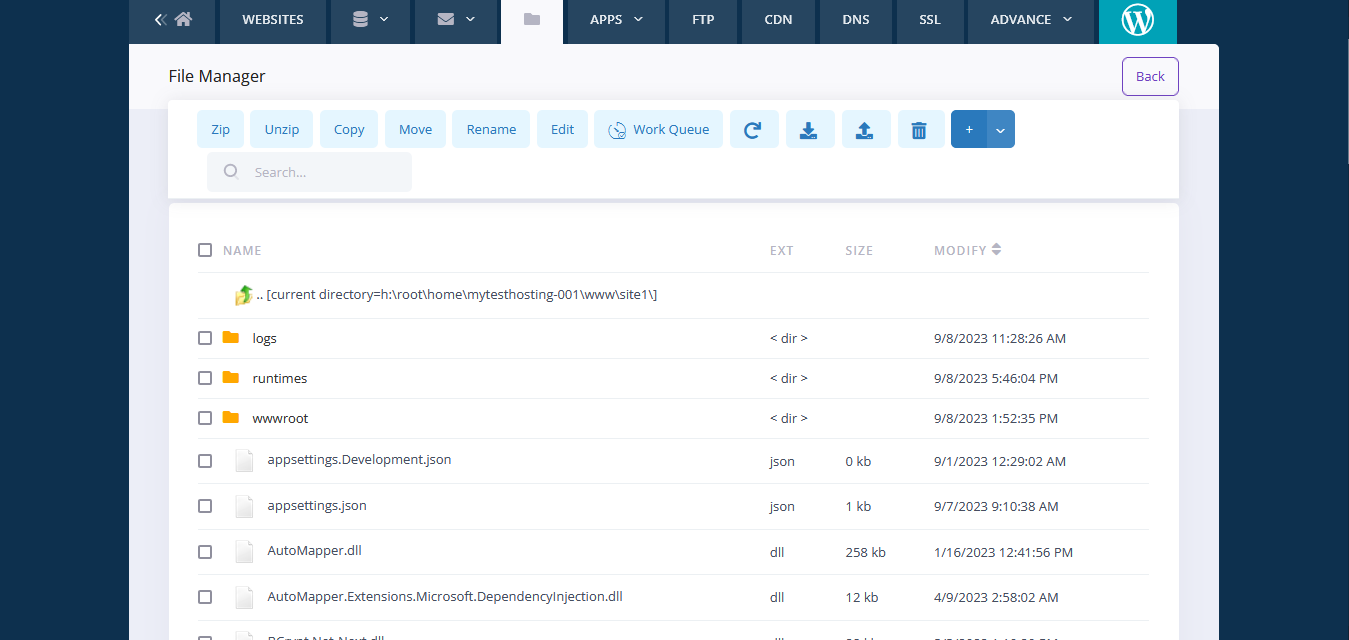 WEBSITES APPS FTP CDN DNS SSL ADVANCE
File Manager Back
Zip Unzip Copy Move Rename Edit Work Queue +
Search...
NAME EXT SIZE MODIFY
.. [current directory=h:\root\home\mytesthosting-001\www\site1\]
logs < dir > 9/8/2023 11:28:26 AM
runtimes < dir > 9/8/2023 5:46:04 PM
wwwroot < dir > 9/8/2023 1:52:35 PM
appsettings.Development.json json 0 kb 9/1/2023 12:29:02 AM
appsettings.json json 1 kb 9/7/2023 9:10:38 AM
AutoMapper.dll dll 258 kb 1/16/2023 12:41:56 PM
AutoMapper.Extensions.Microsoft.DependencyInjection.dll dll 12 kb 4/9/2023 2:58:02 AM